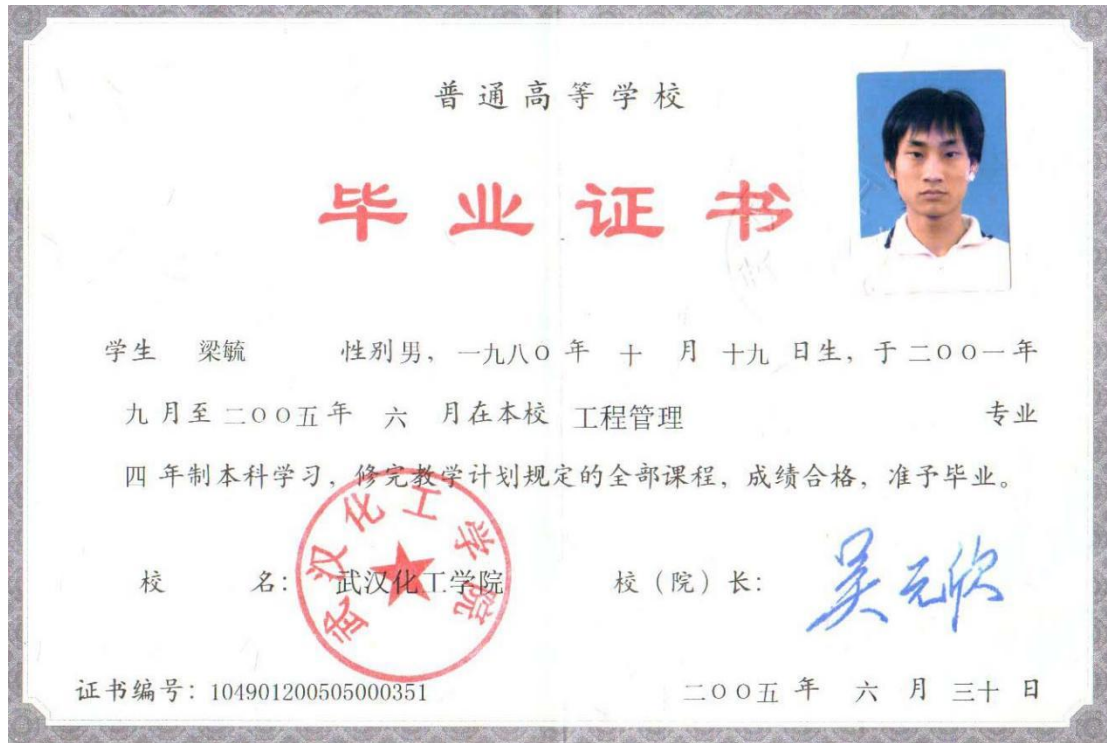 普通高等学校
毕业证书
学生 梁毓 性别男，一九八〇年 十 月 十九 日生，于二〇〇一年
九月至二〇〇五年 六 月在本校 工程管理 专业
四 年制本科学习，修完教学计划规定的全部课程，成绩合格，准予毕业。
武汉化工学院
校 名：武汉化工学院 校（院）长：吴元欣
证书编号：104901200505000351 二〇〇五年 六 月 三十 日